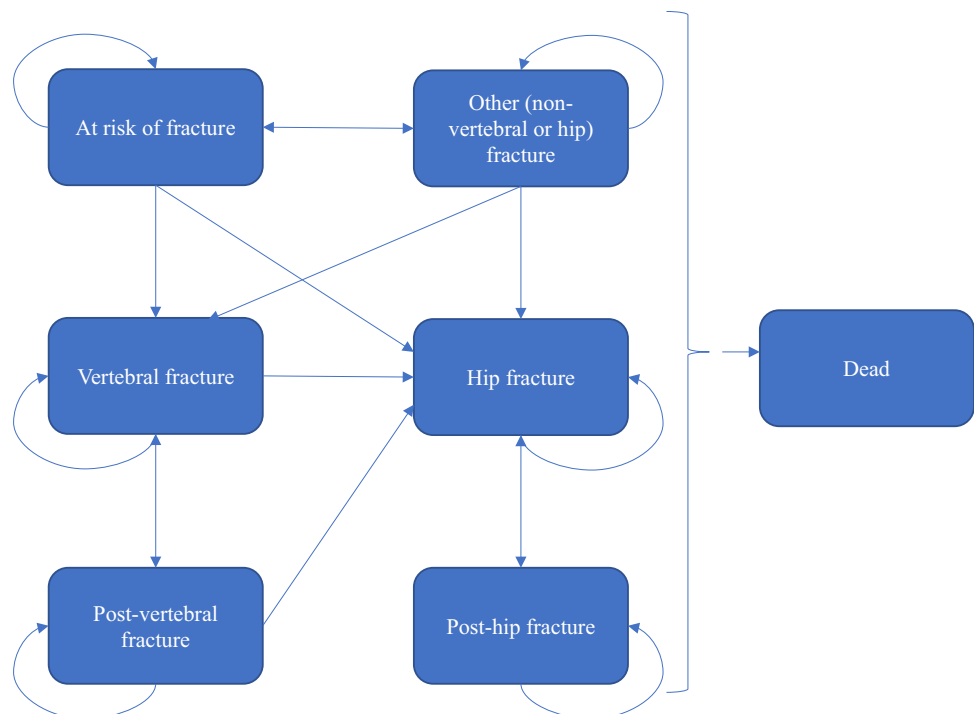 At risk of fracture
Other (non-
vertebral or hip)
fracture
Vertebral fracture
Hip fracture
Dead
Post-vertebral
fracture
Post-hip fracture